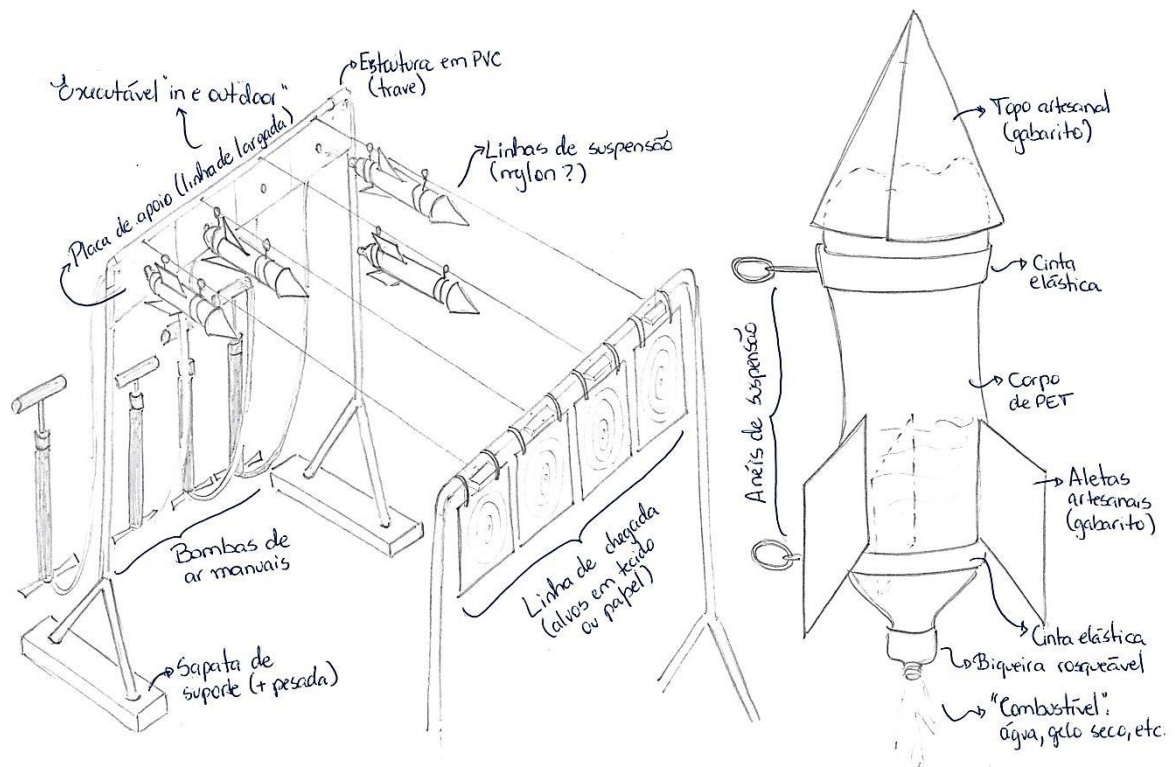 "Executável "in e outdoor"
Estrutura em PVC
(trave)
Placa de apoio (linha de largada)
Linhas de suspensão
(nylon ?)
Bombas de
ar manuais
Sapata de
suporte (+ pesada)
Linha de chegada
(alvos em tecido
ou papel)
Topo artesanal
(gabarito)
Cinta
elástica
Anéis de suspensão
Corpo
de PET
Aletas
artesanais
(gabarito)
Cinta elástica
Biqueira rosqueável
"Combustível":
água, gelo seco, etc.